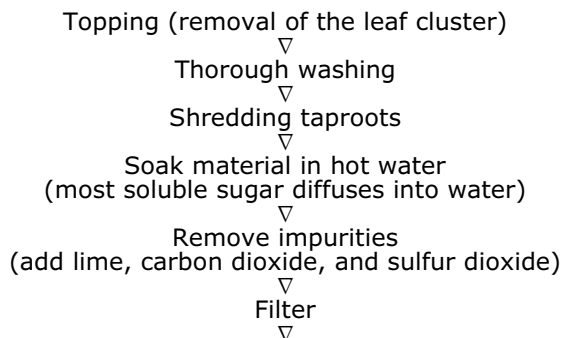 Topping (removal of the leaf cluster)
∇
Thorough washing
∇
Shredding taproots
∇
Soak material in hot water
(most soluble sugar diffuses into water)
∇
Remove impurities
(add lime, carbon dioxide, and sulfur dioxide)
∇
Filter
∇